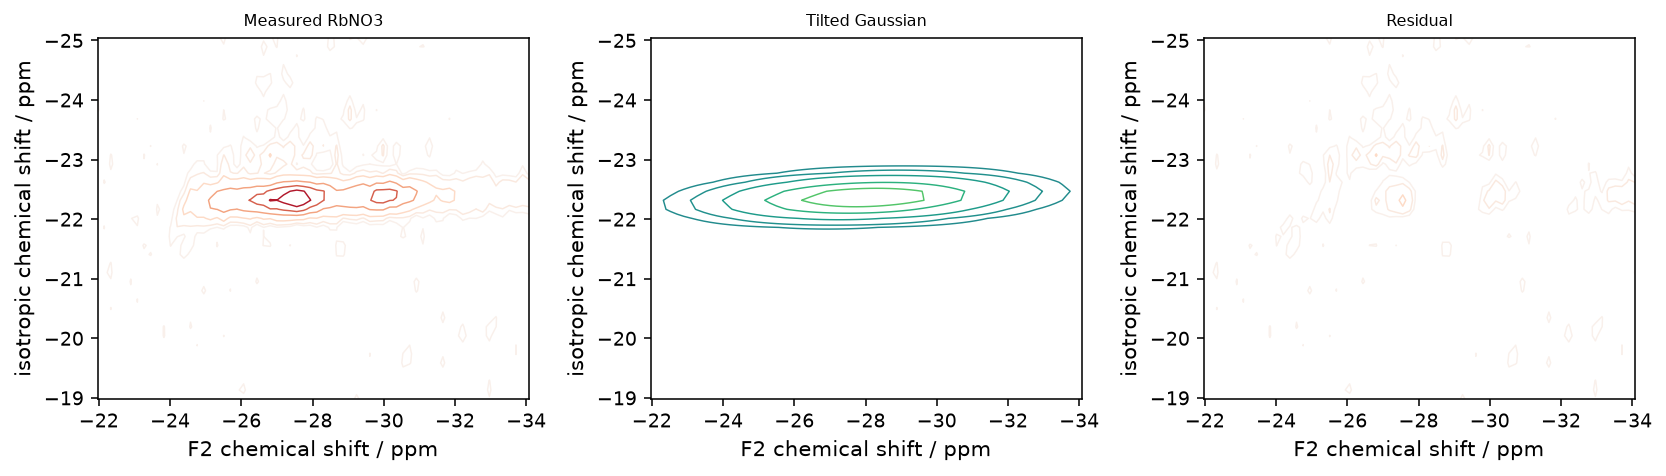 Measured RbNO3
−25
−24
−23
−22
−21
−20
−19
isotropic chemical shift / ppm
−22 −24 −26 −28 −30 −32 −34
F2 chemical shift / ppm
Tilted Gaussian
−25
−24
−23
−22
−21
−20
−19
isotropic chemical shift / ppm
−22 −24 −26 −28 −30 −32 −34
F2 chemical shift / ppm
Residual
−25
−24
−23
−22
−21
−20
−19
isotropic chemical shift / ppm
−22 −24 −26 −28 −30 −32 −34
F2 chemical shift / ppm